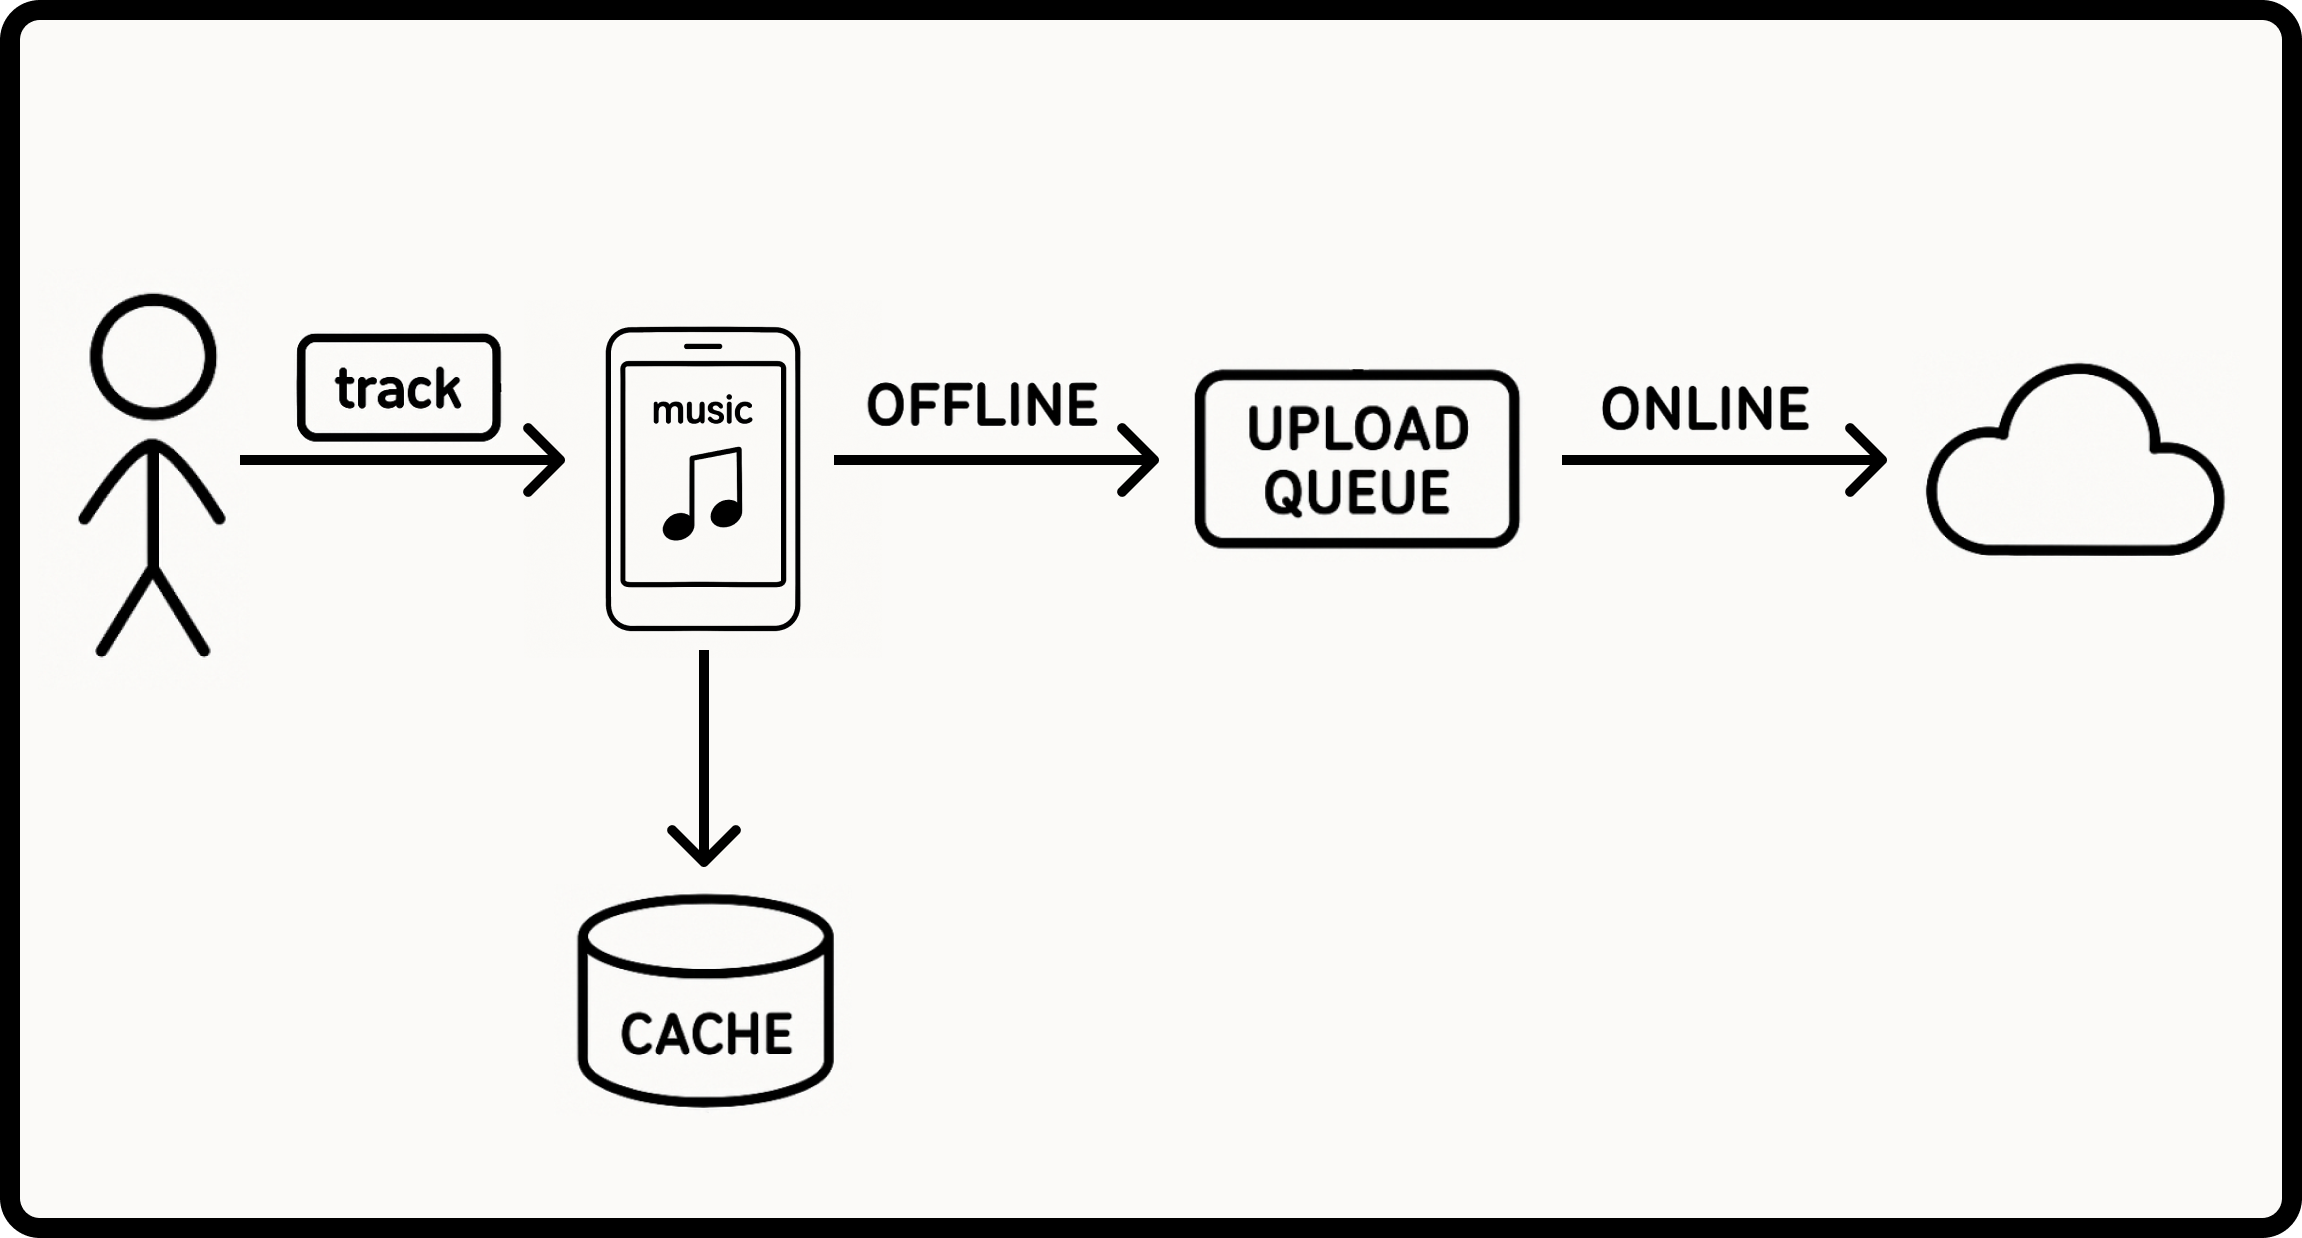 track
music
OFFLINE
UPLOAD
QUEUE
ONLINE
CACHE